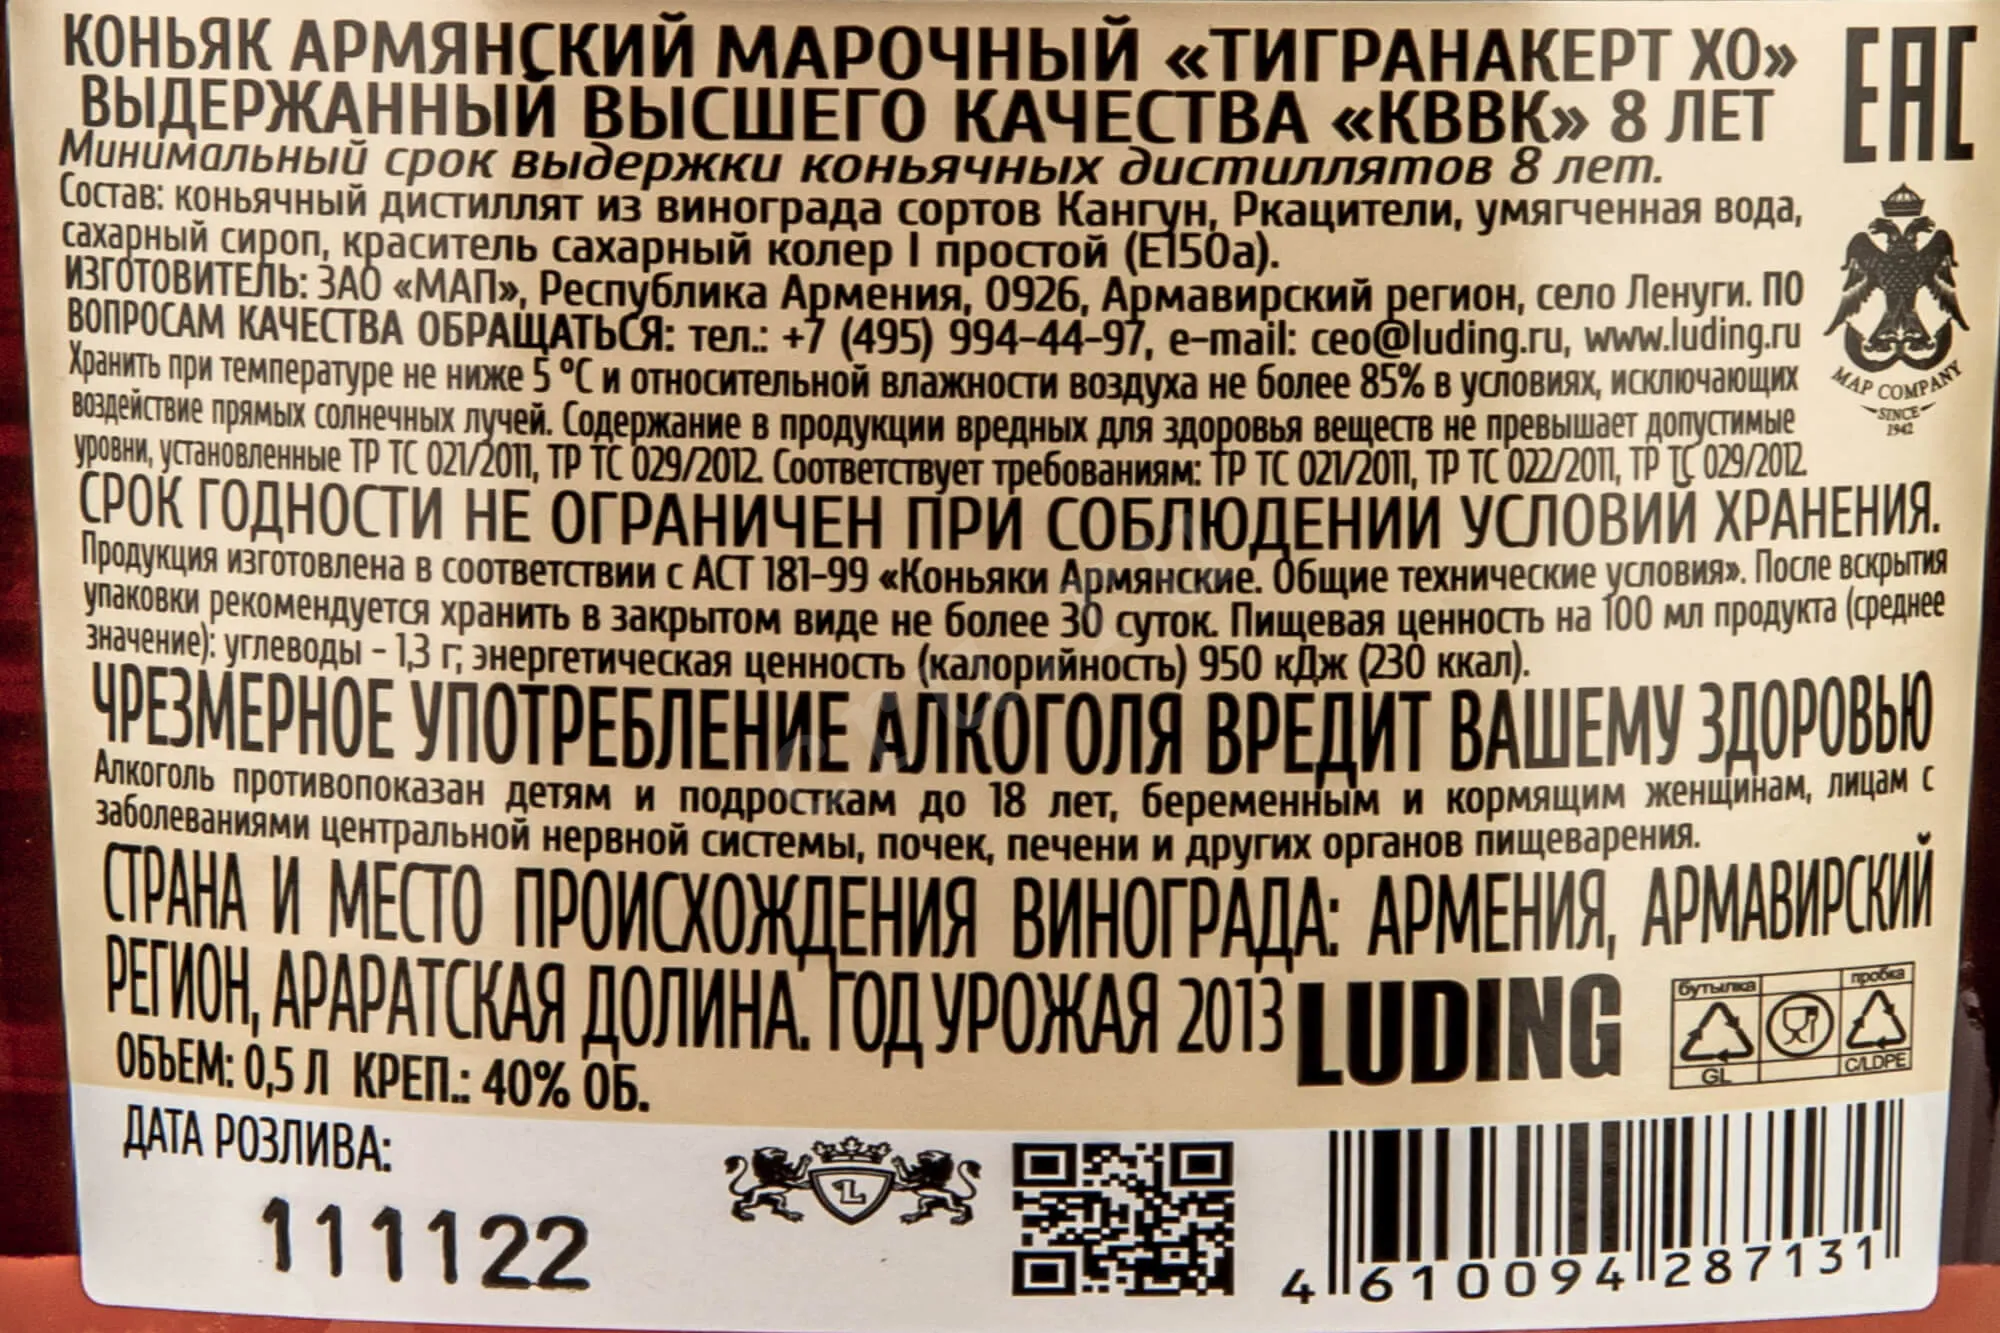 КОНЬЯК АРМЯНСКИЙ МАРОЧНЫЙ «ТИГРАНАКЕРТ ХО»
ВЫДЕРЖАННЫЙ ВЫСШЕГО КАЧЕСТВА «КВВК» 8 ЛЕТ
EAC
Минимальный срок выдержки коньячных дистиллятов 8 лет.
Состав: коньячный дистиллят из винограда сортов Кангун, Ркацители, умягченная вода,
сахарный сироп, краситель сахарный колер I простой (Е150а).
ИЗГОТОВИТЕЛЬ: ЗАО «МАП», Республика Армения, 0926, Армавирский регион, село Ленуги. ПО
ВОПРОСАМ КАЧЕСТВА ОБРАЩАТЬСЯ: тел.: +7 (495) 994-44-97, e-mail: ceo@luding.ru, www.luding.ru
MAP COMPANY
SINCE
1942
Хранить при температуре не ниже 5 °С и относительной влажности воздуха не более 85% в условиях, исключающих
воздействие прямых солнечных лучей. Содержание в продукции вредных для здоровья веществ не превышает допустимые
уровни, установленные ТР ТС 021/2011, ТР ТС 029/2012. Соответствует требованиям: ТР ТС 021/2011, ТР ТС 022/2011, ТР ТС 029/2012.
СРОК ГОДНОСТИ НЕ ОГРАНИЧЕН ПРИ СОБЛЮДЕНИИ УСЛОВИЙ ХРАНЕНИЯ.
Продукция изготовлена в соответствии с АСТ 181-99 «Коньяки Армянские. Общие технические условия». После вскрытия
упаковки рекомендуется хранить в закрытом виде не более 30 суток. Пищевая ценность на 100 мл продукта (среднее
значение): углеводы – 1,3 г; энергетическая ценность (калорийность) 950 кДж (230 ккал).
ЧРЕЗМЕРНОЕ УПОТРЕБЛЕНИЕ АЛКОГОЛЯ ВРЕДИТ ВАШЕМУ ЗДОРОВЬЮ
Алкоголь противопоказан детям и подросткам до 18 лет, беременным и кормящим женщинам, лицам с
заболеваниями центральной нервной системы, почек, печени и других органов пищеварения.
СТРАНА И МЕСТО ПРОИСХОЖДЕНИЯ ВИНОГРАДА: АРМЕНИЯ, АРМАВИРСКИЙ
РЕГИОН, АРАРАТСКАЯ ДОЛИНА. ГОД УРОЖАЯ 2013
LUDING
бутылка пробка
GL C/LDPE
ОБЪЕМ: 0,5 Л КРЕП.: 40% ОБ.
ДАТА РОЗЛИВА:
111122
L
4 610094 287131